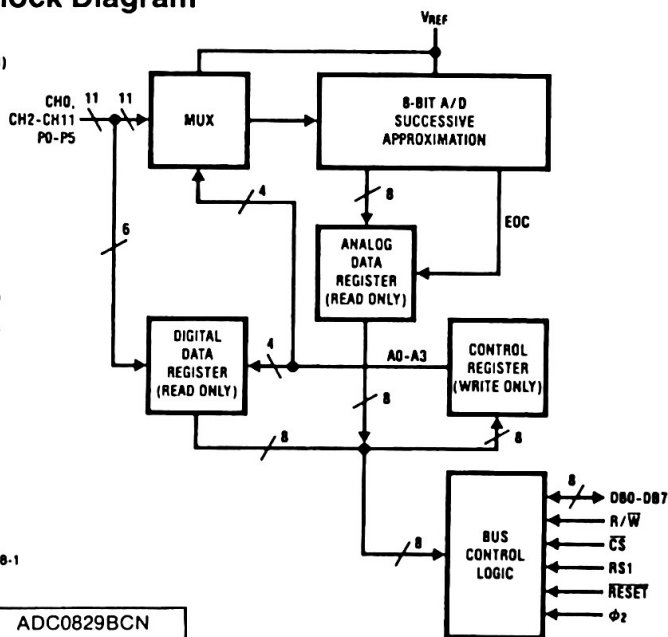 lock Diagram
)
VREF
CH0,
CH2-CH11
P0-P5
11
11
MUX
8-BIT A/D
SUCCESSIVE
APPROXIMATION
4
8
EOC
6
ANALOG
DATA
REGISTER
(READ ONLY)
DIGITAL
DATA
REGISTER
(READ ONLY)
4
A0-A3
CONTROL
REGISTER
(WRITE ONLY)
8
8
8
8
BUS
CONTROL
LOGIC
8
DB0-DB7
R/W̅
C̅S̅
RS1
R̅E̅S̅E̅T̅
ϕ2
8-1
ADC0829BCN